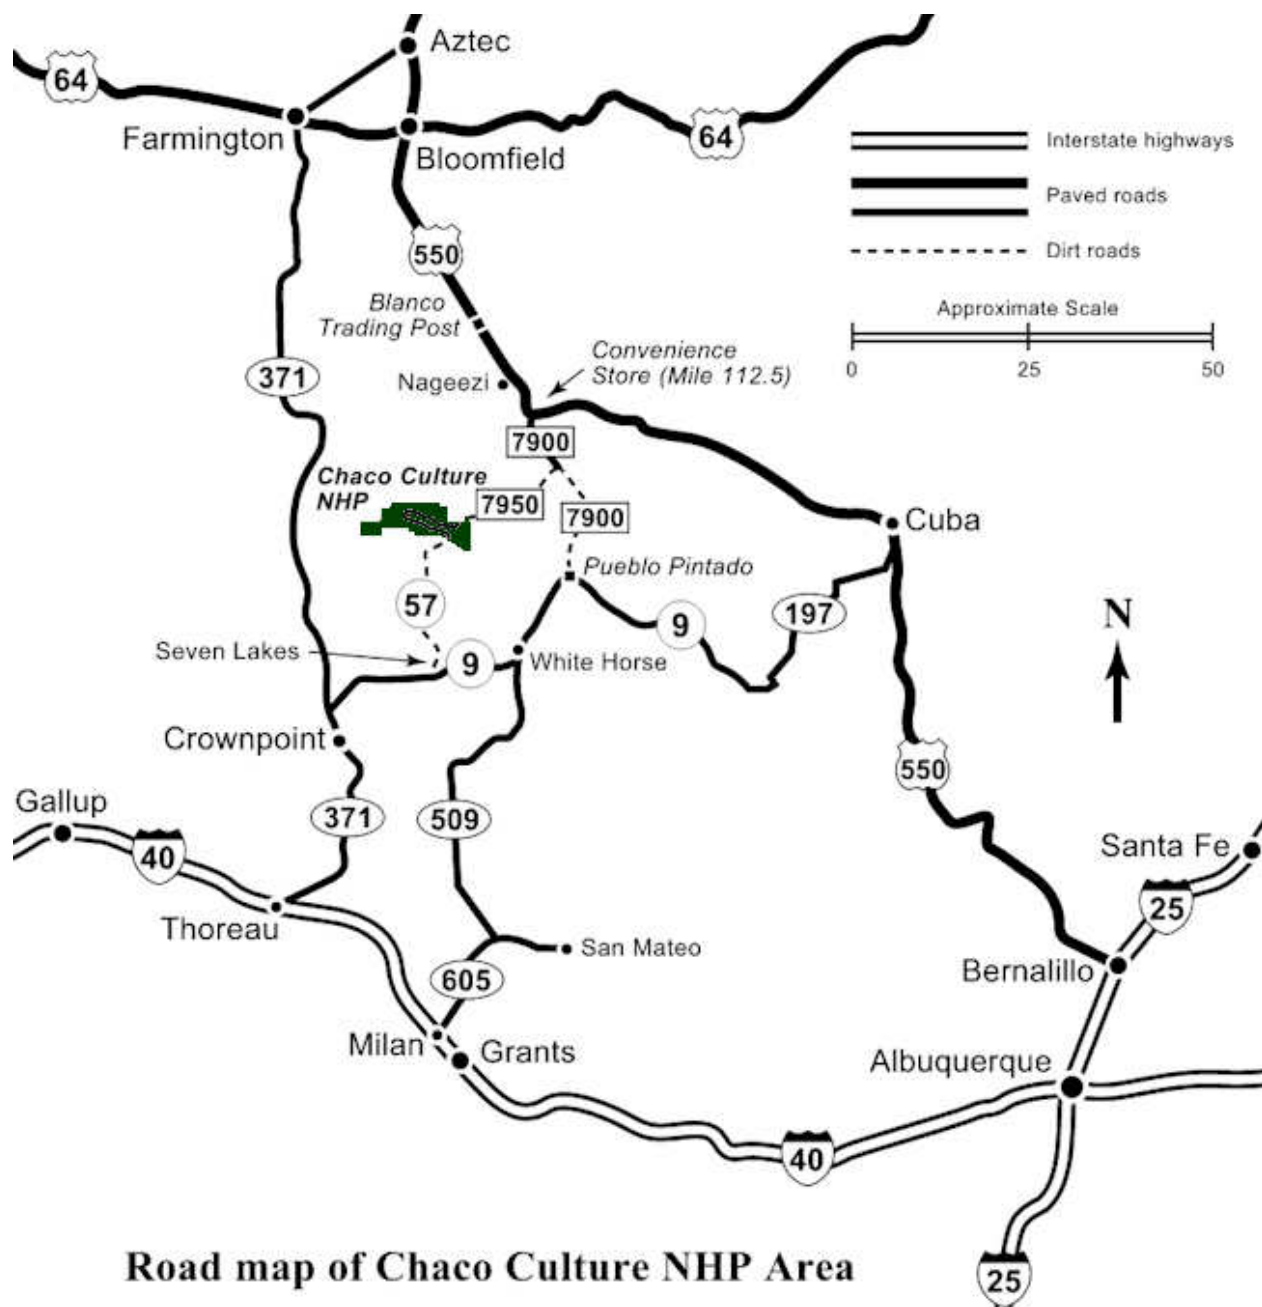 Aztec
64
Farmington
Bloomfield
64
Interstate highways
Paved roads
Dirt roads
550
Blanco
Trading Post
Approximate Scale
0 25 50
Convenience
Store (Mile 112.5)
371
Nageezi
7900
Chaco Culture
NHP
7950
7900
Cuba
Pueblo Pintado
57
9
197
N
Seven Lakes
9
White Horse
Crownpoint
550
Gallup
371
509
40
Santa Fe
25
Thoreau
San Mateo
605
Bernalillo
Milan
Grants
Albuquerque
40
Road map of Chaco Culture NHP Area
25